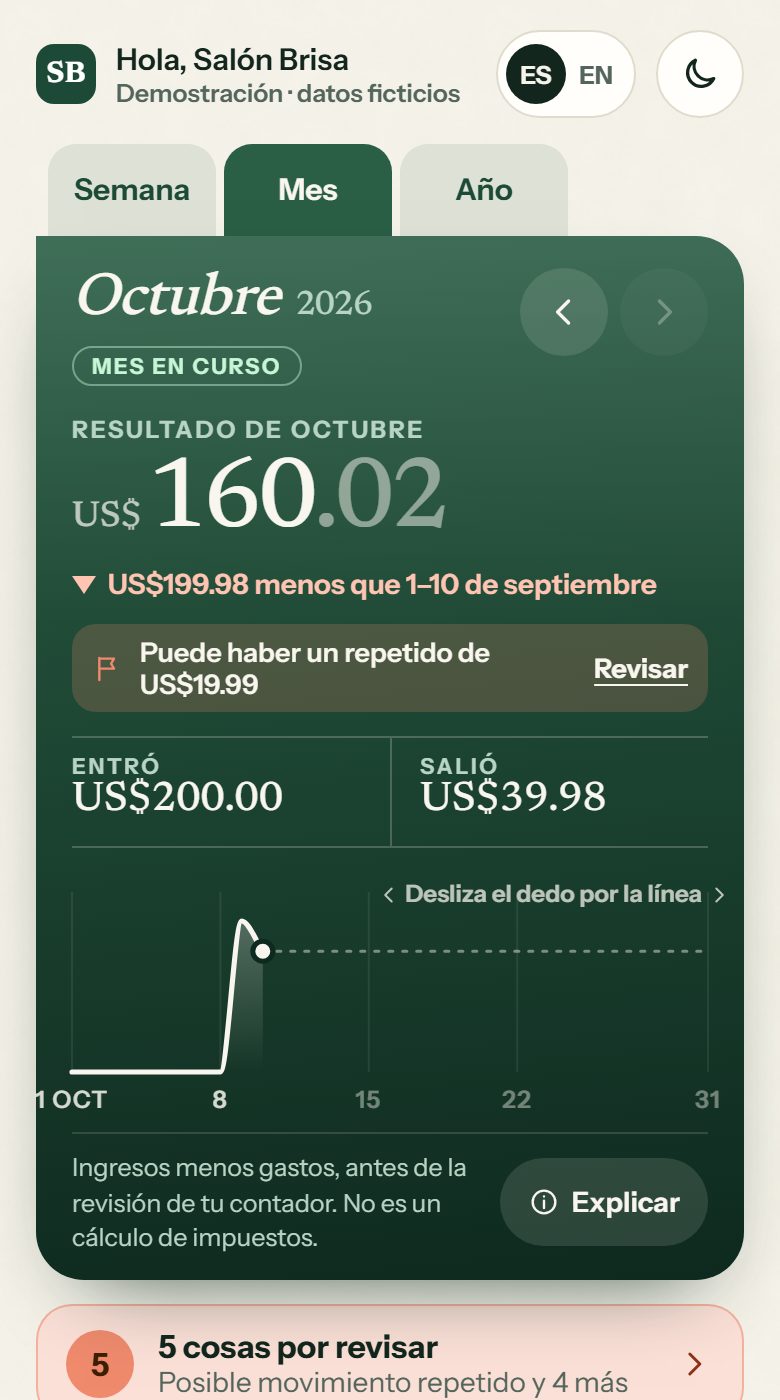 SB
Hola, Salón Brisa
Demostración · datos ficticios
ES EN
Semana
Mes
Año
Octubre 2026
MES EN CURSO
RESULTADO DE OCTUBRE
US$ 160.02
US$199.98 menos que 1–10 de septiembre
Puede haber un repetido de
US$19.99
Revisar
ENTRÓ
US$200.00
SALIÓ
US$39.98
Desliza el dedo por la línea
1 OCT 8 15 22 31
Ingresos menos gastos, antes de la
revisión de tu contador. No es un
cálculo de impuestos.
Explicar
5
5 cosas por revisar
Posible movimiento repetido y 4 más